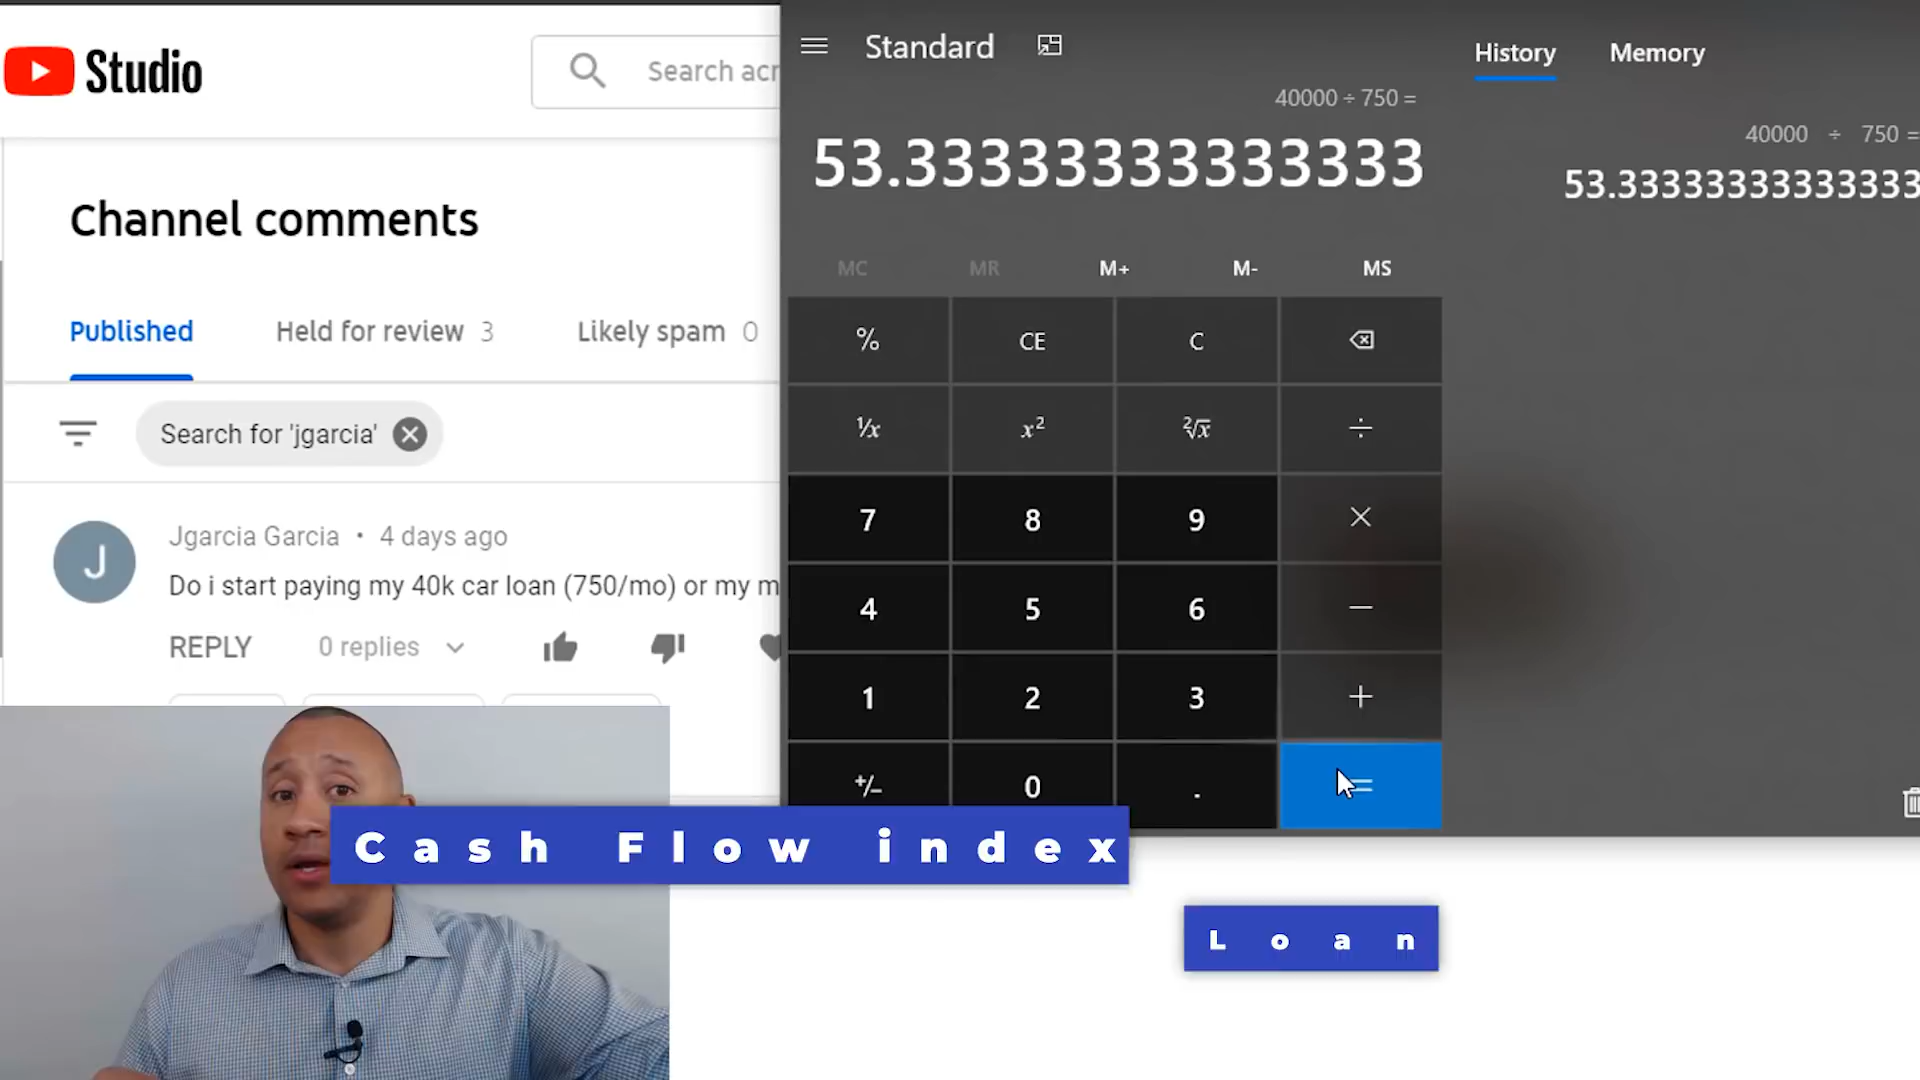 Studio
Search acr
Channel comments
Published
Held for review 3
Likely spam 0
Search for 'jgarcia'
J
Jgarcia Garcia • 4 days ago
Do i start paying my 40k car loan (750/mo) or my m
REPLY
0 replies
Standard
History
Memory
40000 ÷ 750 =
53.33333333333333
40000 ÷ 750 =
53.33333333333333
MC MR M+ M- MS
% CE C
¹⁄x x² ²√x ÷
7 8 9 ×
4 5 6 −
1 2 3 +
+/− 0 . =
Cash Flow index
Loan